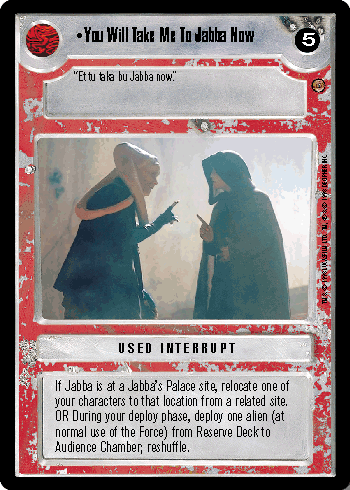 •You Will Take Me To Jabba Now
5
"Et tu taka bu Jabba now."
USED INTERRUPT
If Jabba is at a Jabba's Palace site, relocate one of
your characters to that location from a related site.
OR During your deploy phase, deploy one alien (at
normal use of the Force) from Reserve Deck to
Audience Chamber; reshuffle.